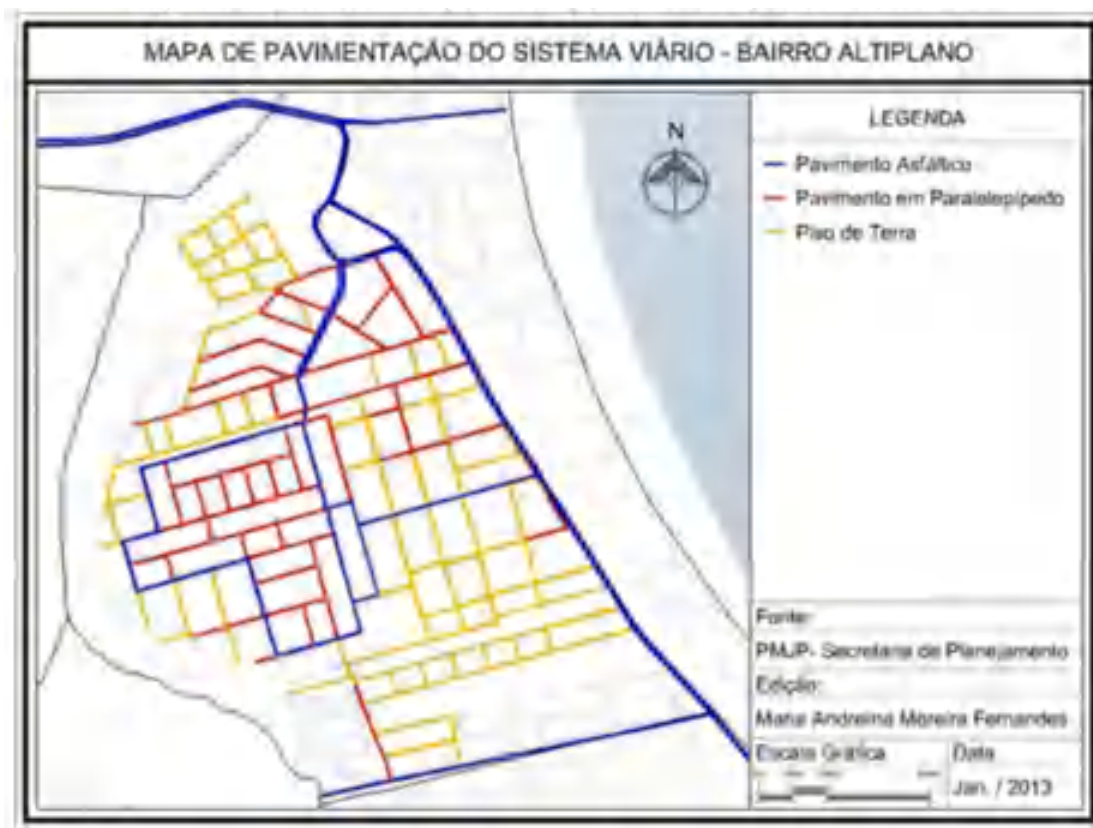 MAPA DE PAVIMENTAÇÃO DO SISTEMA VIÁRIO - BAIRRO ALTIPLANO
N
LEGENDA
Pavimento Asfáltico
Pavimento em Paralelepípedo
Piso de Terra
Fonte:
PMJP- Secretaria de Planejamento
Edição:
Maria Andreina Moreira Fernandes
Escala Gráfica
Data
Jan. / 2013